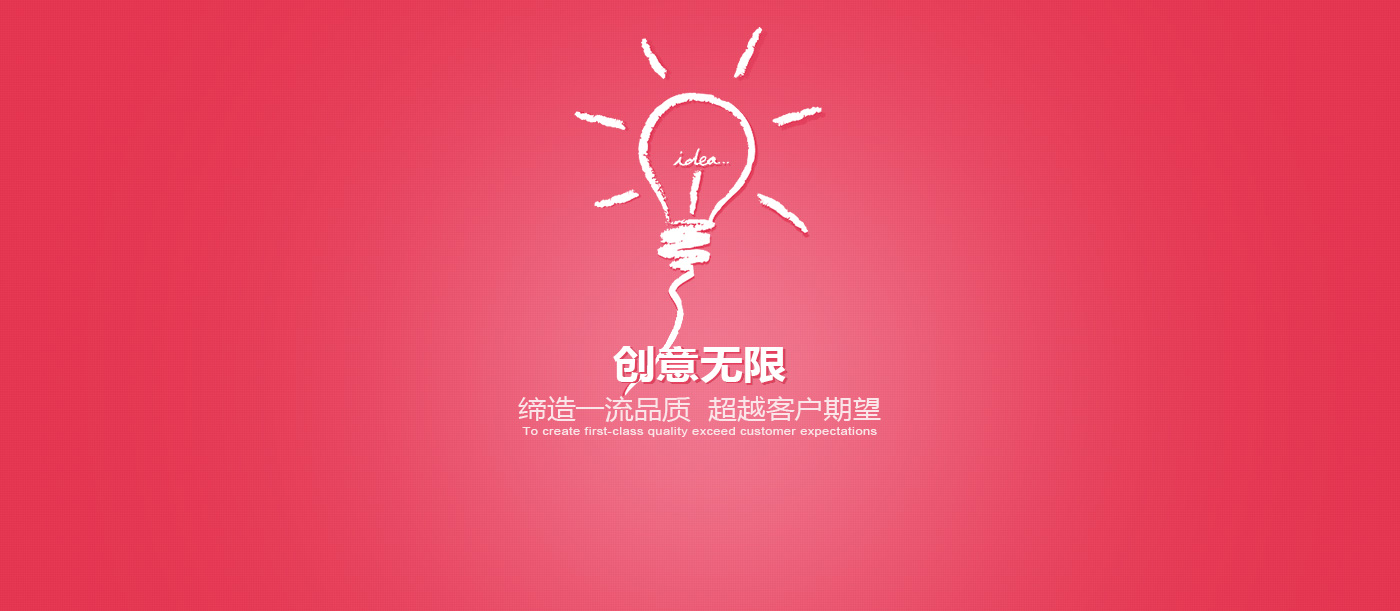 idea...
创意无限
缔造一流品质 超越客户期望
To create first-class quality exceed customer expectations